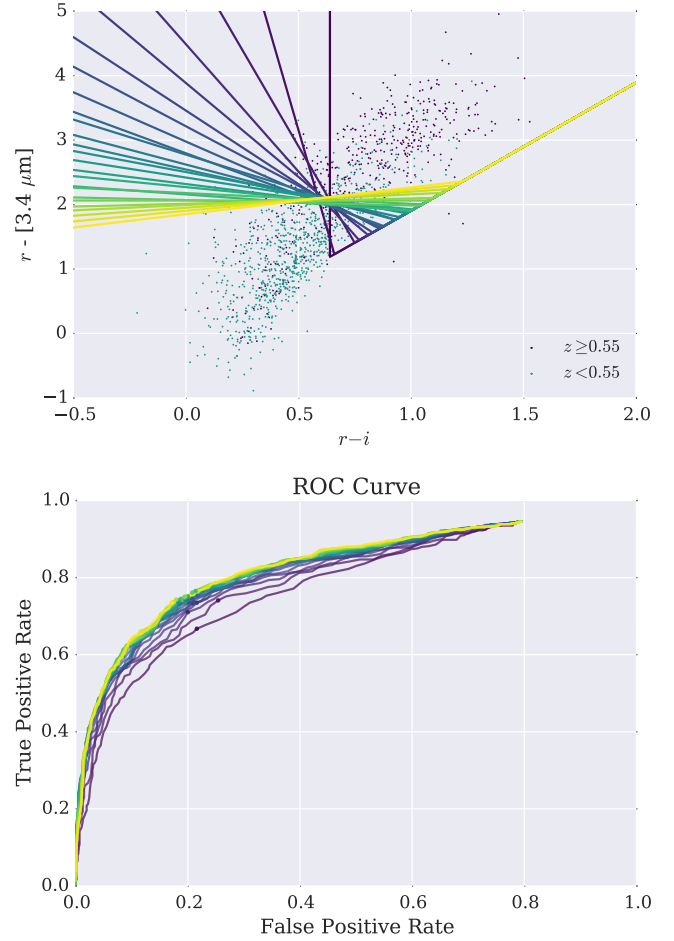 5
4
3
2
1
0
−1
r - [3.4 μm]
z≥0.55
z<0.55
−0.5 0.0 0.5 1.0 1.5 2.0
r−i
ROC Curve
1.0
0.8
0.6
0.4
0.2
0.0
True Positive Rate
0.0 0.2 0.4 0.6 0.8 1.0
False Positive Rate